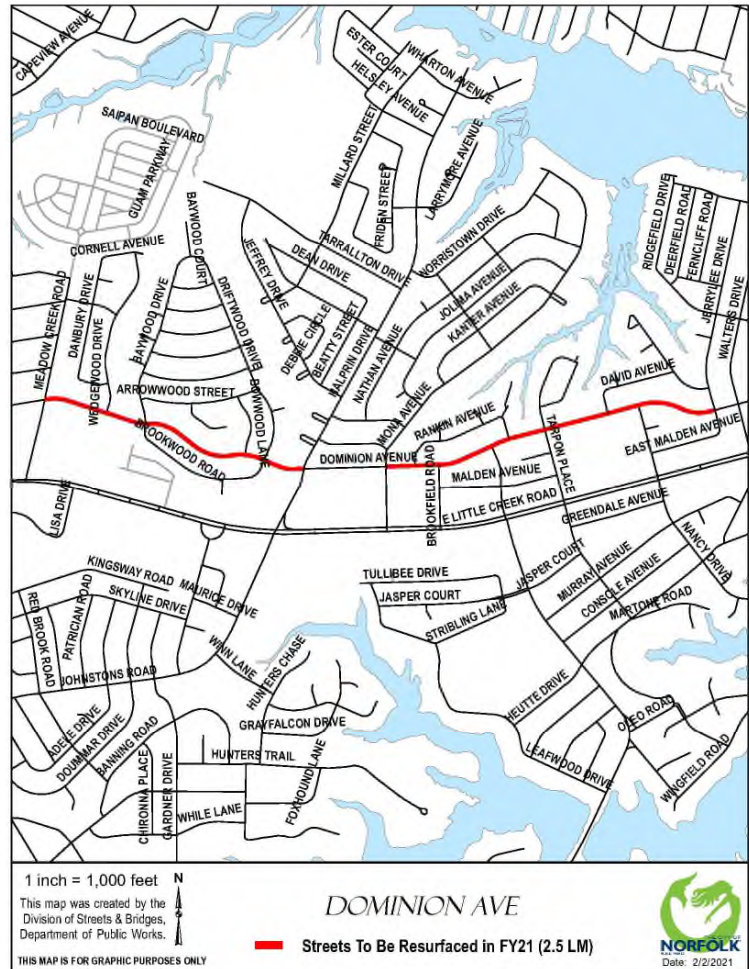 CAPEVIEW AVENUE
ESTER COURT
WHARTON AVENUE
HELSLEY AVENUE
SAIPAN BOULEVARD
GUAM PARKWAY
MILLARD STREET
FRIDEN STREET
LARRYMORE AVENUE
BAYWOOD COURT
CORNELL AVENUE
JEFFREY DRIVE
TARRALLTON DRIVE
DEAN DRIVE
NORRISTOWN DRIVE
RIDGEFIELD DRIVE
DEERFIELD ROAD
FERNCLIFF ROAD
JERRYLEE DRIVE
WALTERS DRIVE
MEADOW GREENROAD
DANBURY DRIVE
WEDGEWOOD DRIVE
BAYWOOD DRIVE
DRIFTWOOD DRIVE
DEBBIE CIRCLE
BEATTY STREET
HALPRIN DRIVE
NATHAN AVENUE
JOLIMA AVENUE
KANTER AVENUE
ARROWWOOD STREET
BOWWOOD LANE
MONA AVENUE
RANKIN AVENUE
TARPON PLACE
DAVID AVENUE
BROOKWOOD ROAD
DOMINION AVENUE
BROOKFIELD ROAD
MALDEN AVENUE
EAST MALDEN AVENUE
E LITTLE CREEK ROAD
GREENDALE AVENUE
LISA DRIVE
NANCY DRIVE
KINGSWAY ROAD
MAURICE DRIVE
SKYLINE DRIVE
TULLIBEE DRIVE
JASPER COURT
JASPER COURT
STRIBLING LANE
MURRAY AVENUE
CONSOLE AVENUE
MARTONE ROAD
RED BROOK ROAD
PATRICIAN ROAD
WINN LANE
HUNTERS CHASE
JOHNSTONS ROAD
HEUTTE DRIVE
ADELE DRIVE
DOUMMAR DRIVE
BANNING ROAD
GRAYFALCON DRIVE
OLEO ROAD
HUNTERS TRAIL
FOXHOUND LANE
LEAFWOOD DRIVE
WINGFIELD ROAD
CHIRONNA PLACE
GARDNER DRIVE
WHILE LANE
1 inch = 1,000 feet
N
This map was created by the
Division of Streets & Bridges,
Department of Public Works.
THIS MAP IS FOR GRAPHIC PURPOSES ONLY
DOMINION AVE
Streets To Be Resurfaced in FY21 (2.5 LM)
THE CITY OF
NORFOLK
Date: 2/2/2021